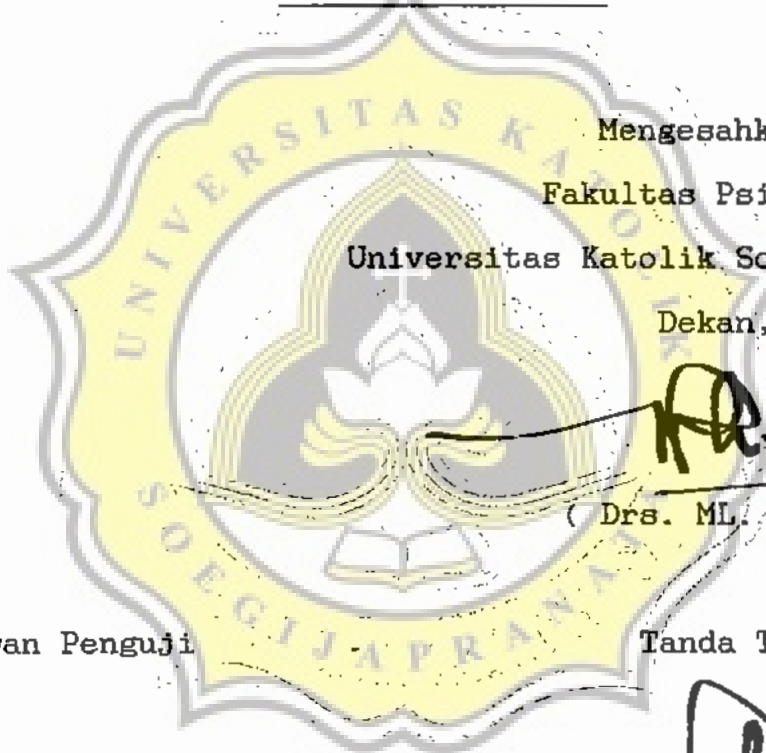 UNIVERSITAS KATOLIK
SOEGIJAPRANATA
Mengesahk
Fakultas Psi
Universitas Katolik So
Dekan,
( Drs. ML.
an Penguji
Tanda T